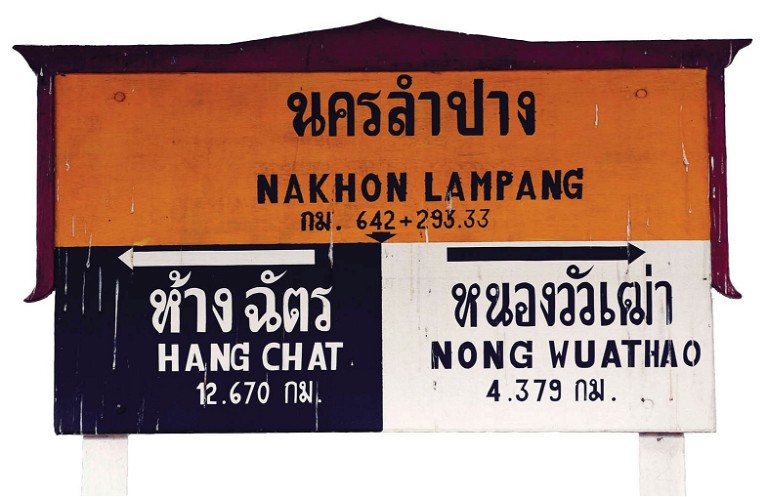 นครลำปาง
NAKHON LAMPANG
กม. 642+293.33
ห้างฉัตร
HANG CHAT
12.670 กม.
หนองวัวเฒ่า
NONG WUATHAO
4.379 กม.